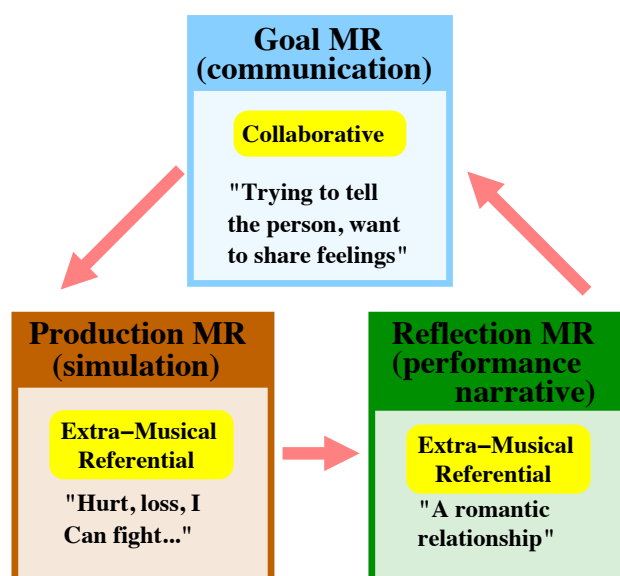 Goal MR
(communication)
Collaborative
"Trying to tell
the person, want
to share feelings"
Production MR
(simulation)
Extra−Musical
Referential
"Hurt, loss, I
Can fight..."
Reflection MR
(performance
narrative)
Extra−Musical
Referential
"A romantic
relationship"